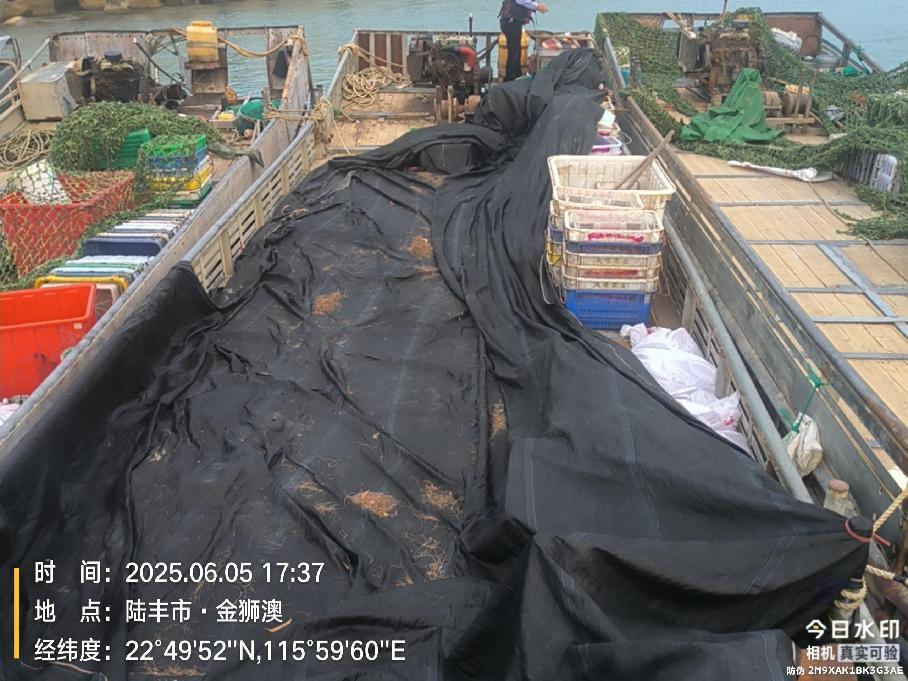 时 间：2025.06.05 17:37
地 点：陆丰市·金狮澳
经纬度：22°49'52"N,115°59'60"E
今日水印
相机 真实可验
防伪 2M9XAK1BK3G3AE